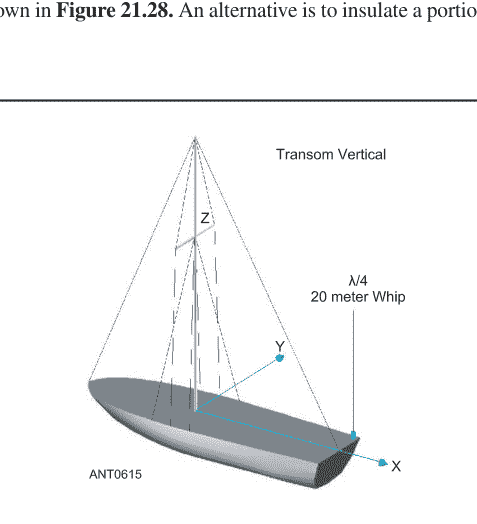 own in Figure 21.28. An alternative is to insulate a portio
Transom Vertical
Z
λ/4
20 meter Whip
Y
X
ANT0615